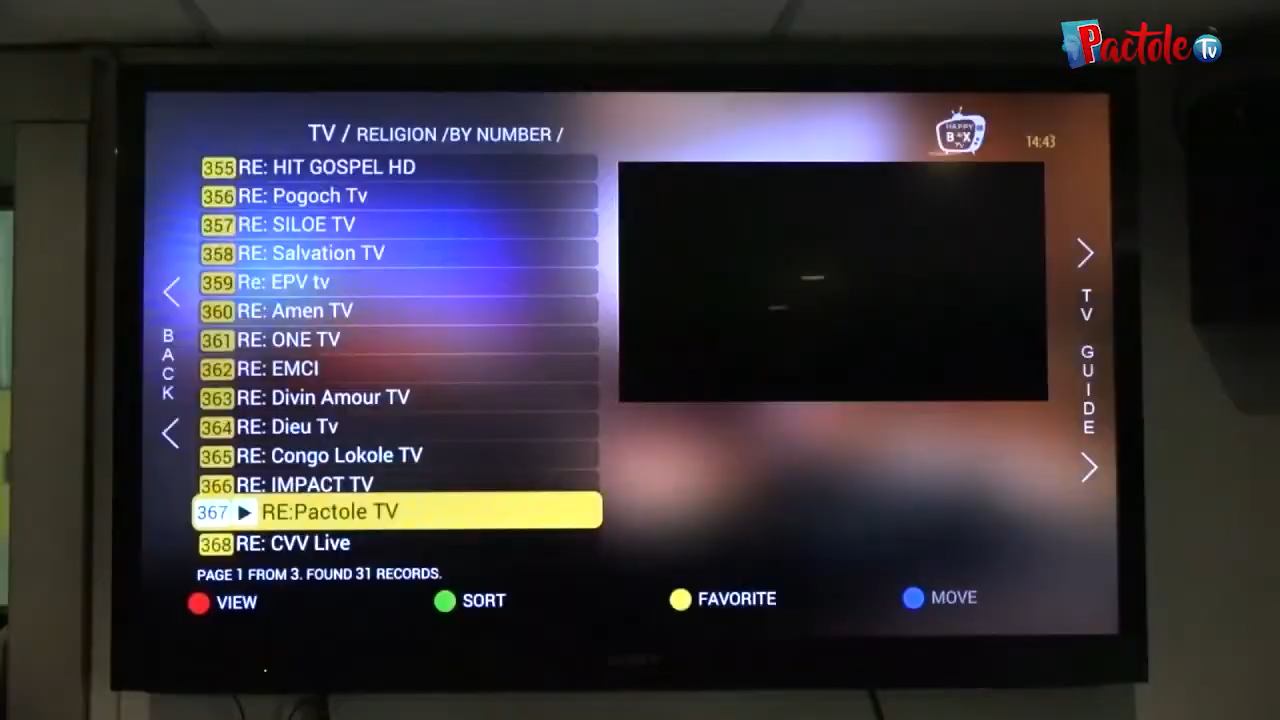 Pactole Tv
TV / RELIGION /BY NUMBER /
HAPPY
BOX
TV
14:43
355 RE: HIT GOSPEL HD
356 RE: Pogoch Tv
357 RE: SILOE TV
358 RE: Salvation TV
359 Re: EPV tv
360 RE: Amen TV
361 RE: ONE TV
362 RE: EMCI
363 RE: Divin Amour TV
364 RE: Dieu Tv
365 RE: Congo Lokole TV
366 RE: IMPACT TV
367 RE:Pactole TV
368 RE: CVV Live
BACK
TV GUIDE
PAGE 1 FROM 3. FOUND 31 RECORDS.
VIEW
SORT
FAVORITE
MOVE
SONY